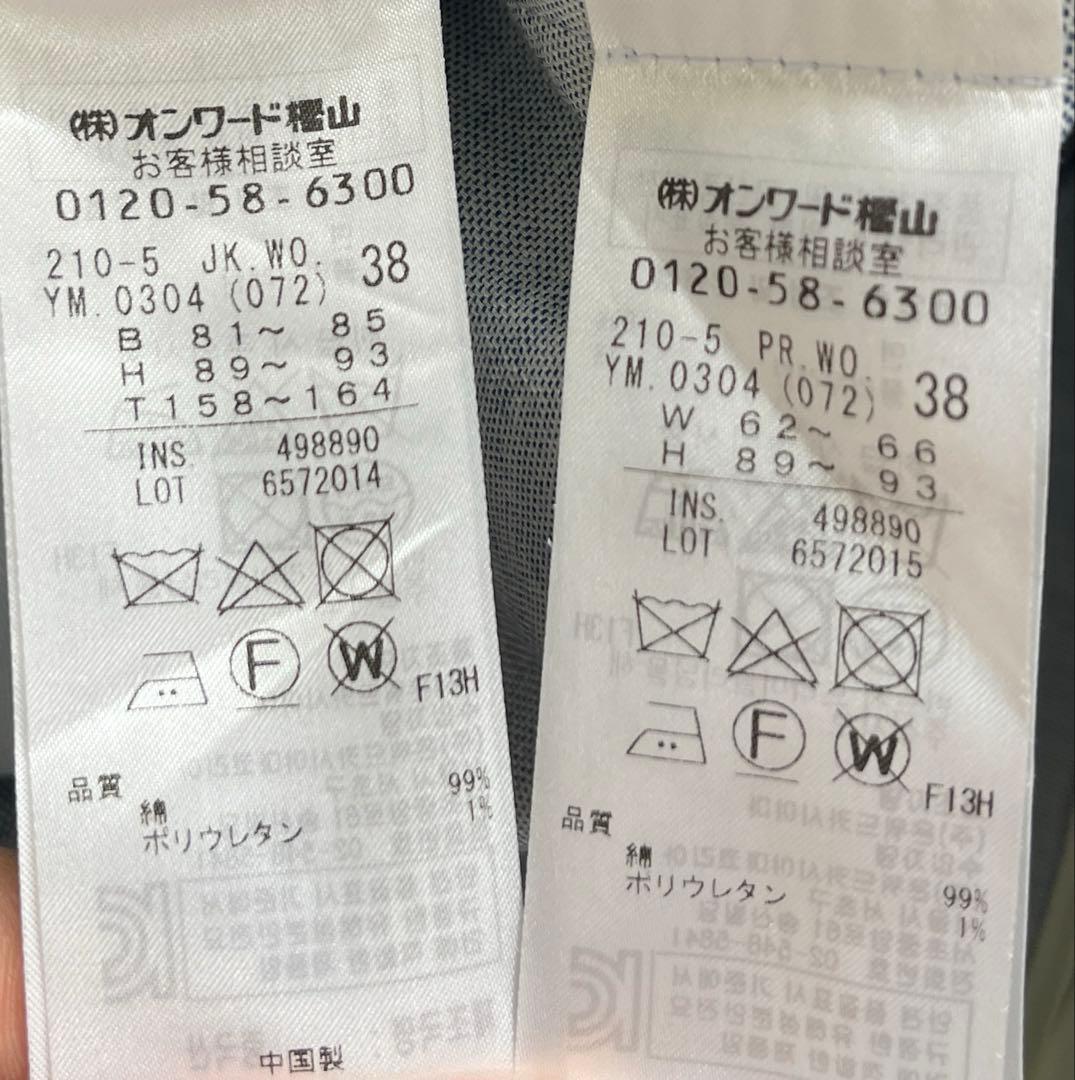 (株)オンワード樫山
お客様相談室
0120-58-6300
210-5 JK.WO. 38
YM.0304 (072)
B 81～ 85
H 89～ 93
T158～164
INS. 498890
LOT 6572014
F
W
F13H
品質
綿 99%
ポリウレタン 1%
中国製
(株)オンワード樫山
お客様相談室
0120-58-6300
210-5 PR.WO. 38
YM.0304 (072)
W 62～ 66
H 89～ 93
INS. 498890
LOT 6572015
F
W
F13H
品質
綿 99%
ポリウレタン 1%